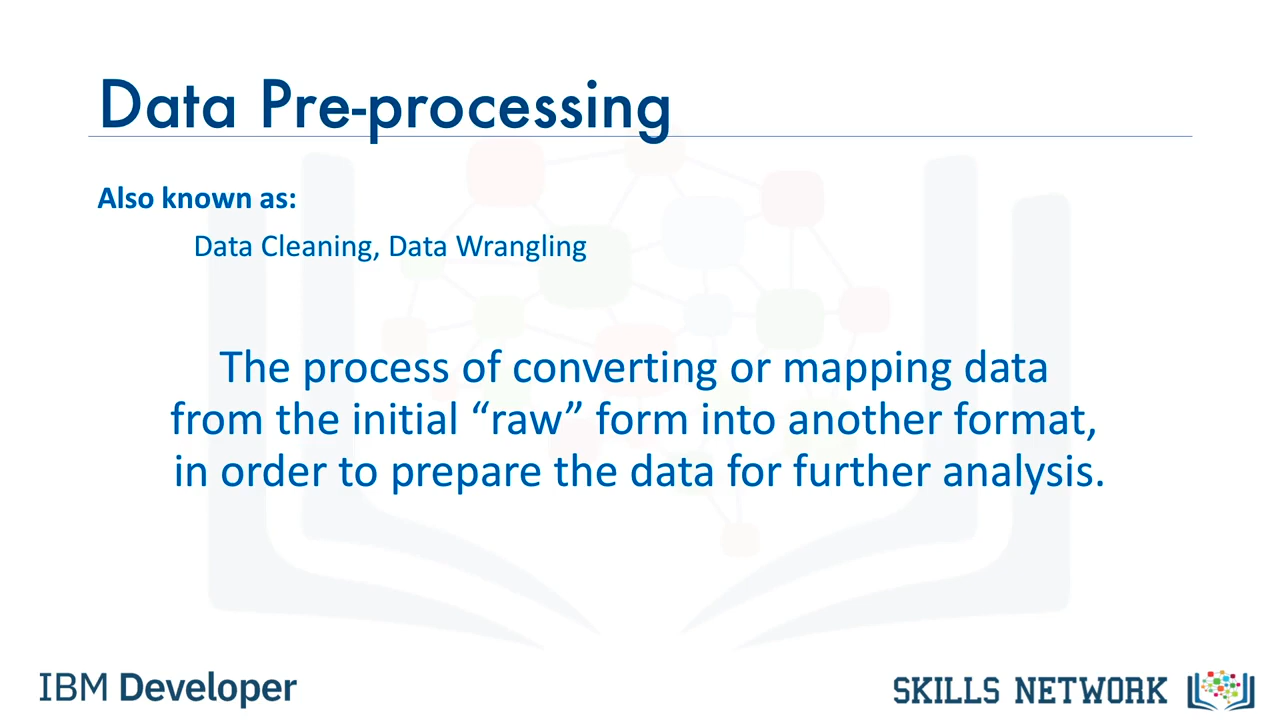 Data Pre-processing
Also known as:
Data Cleaning, Data Wrangling
The process of converting or mapping data
from the initial “raw” form into another format,
in order to prepare the data for further analysis.
IBM Developer
SKILLS NETWORK